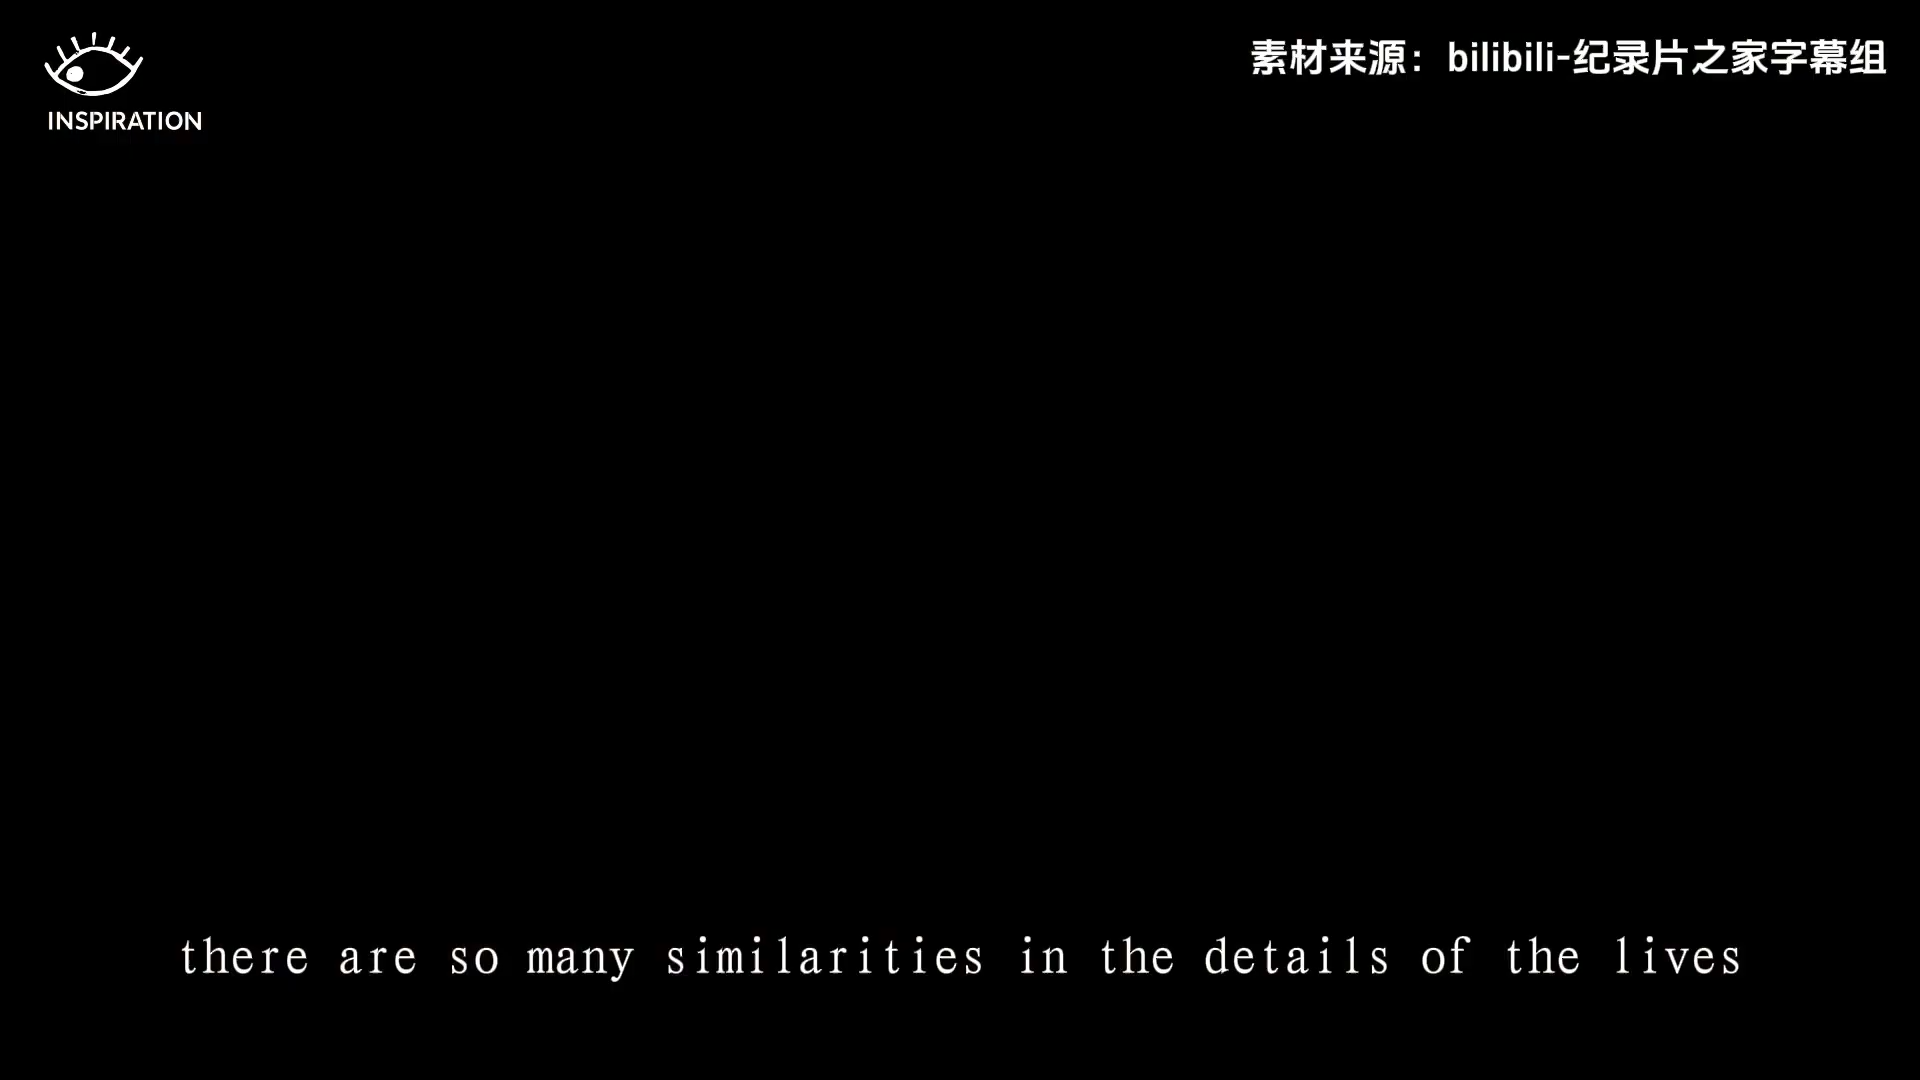 INSPIRATION
素材来源：bilibili-纪录片之家字幕组
there are so many similarities in the details of the lives